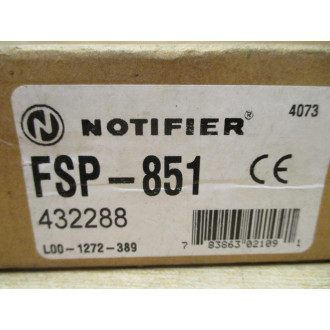 4073
N NOTIFIER®
FSP-851 CE
432288
L00-1272-389
7 83863 02109 1